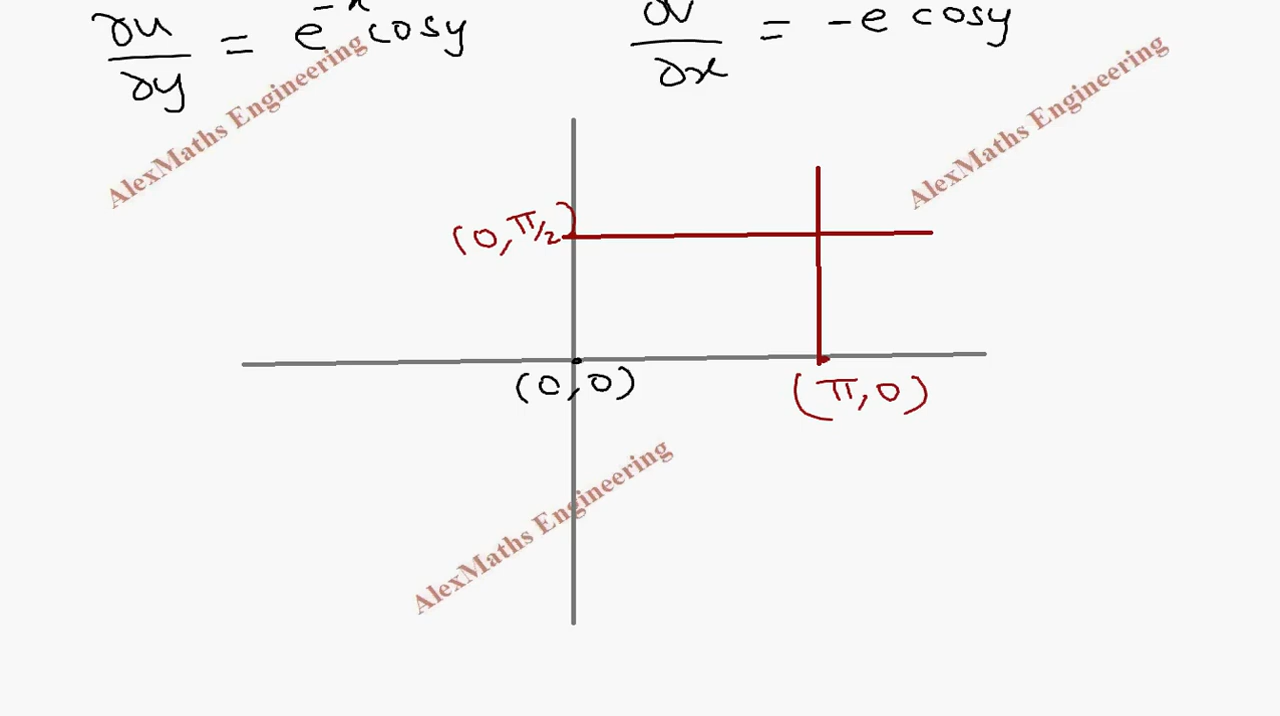 ∂u/∂y = e^-x cosy    ∂v/∂x = -e cosy
AlexMaths Engineering
AlexMaths Engineering
(0, π/2)
(0,0)
(π,0)
AlexMaths Engineering